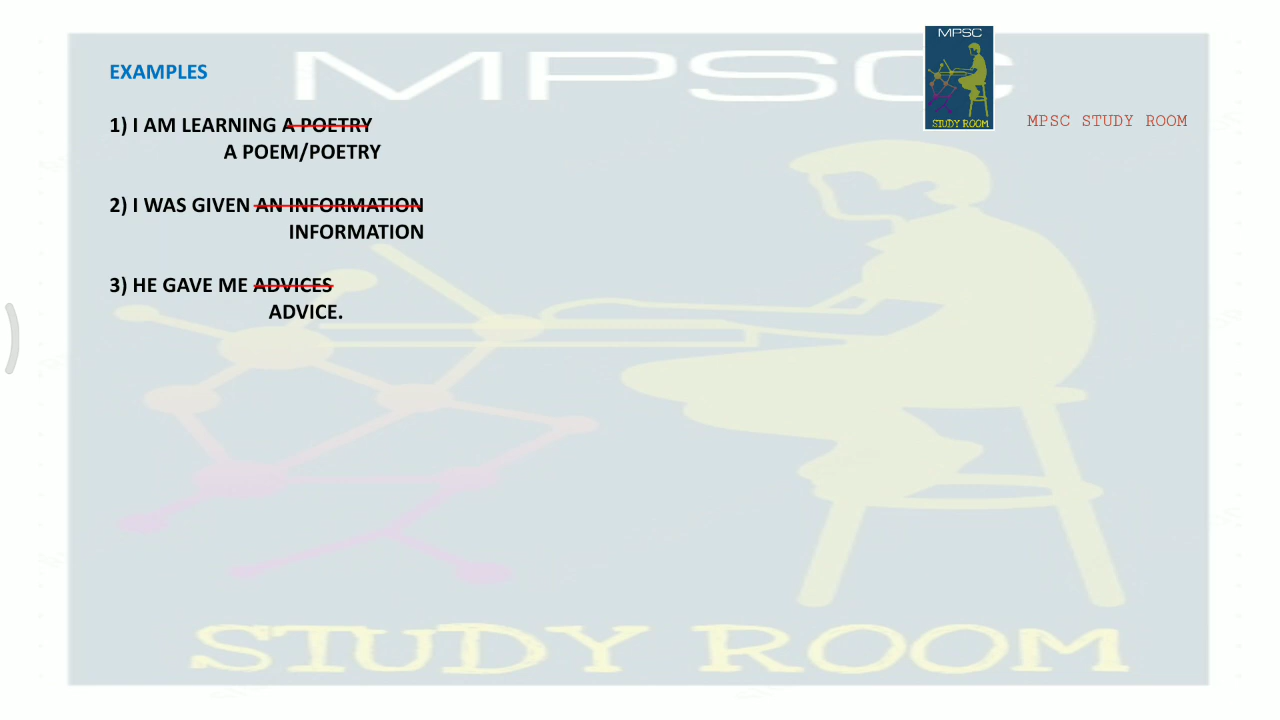 MPSC
EXAMPLES
1) I AM LEARNING A POETRY
A POEM/POETRY
2) I WAS GIVEN AN INFORMATION
INFORMATION
3) HE GAVE ME ADVICES
ADVICE.
MPSC
STUDY ROOM
MPSC STUDY ROOM
STUDY ROOM